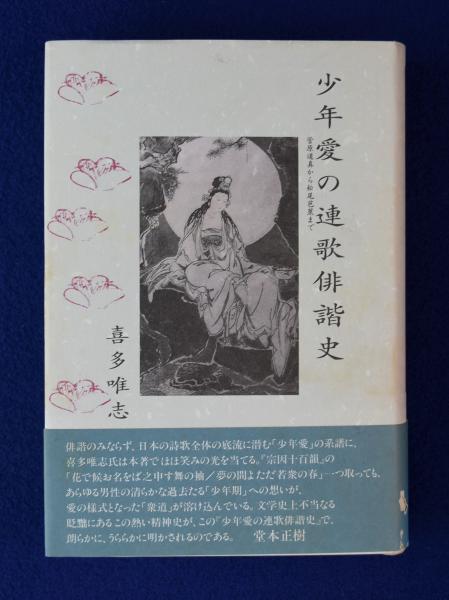 少年愛の連歌俳諧史
菅原道真から松尾芭蕉まで
喜多唯志
俳諧のみならず、日本の詩歌全体の底流に潜む「少年愛」の系譜に、
喜多唯志氏は本著でほほ笑みの光を当てる。『宗因千百韻』の
「花で候お名をば之中す舞の袖／夢の間よただ若衆の春」一つ取っても、
あらゆる男性の清らかな過去たる「少年期」への想いが、
愛の様式となった「衆道」が溶け込んでいる。文学史上不当なる
貶黜にあるこの熱い精神史が、この『少年愛の連歌俳諧史』で、
朗らかに、うららかに明かされるのである。 堂本正樹